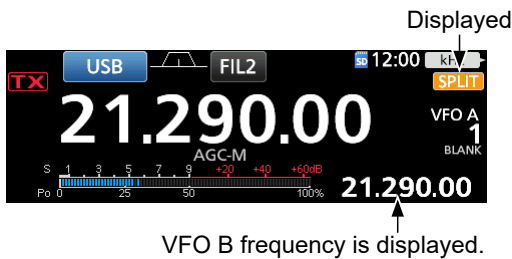 Displayed
USB FIL2 SD 12:00
TX SPLIT
21.290.00 VFO A
1
AGC-M BLANK
S 1 3 5 7 9 +20 +40 +60dB
Po 0 25 50 100% 21.290.00
VFO B frequency is displayed.